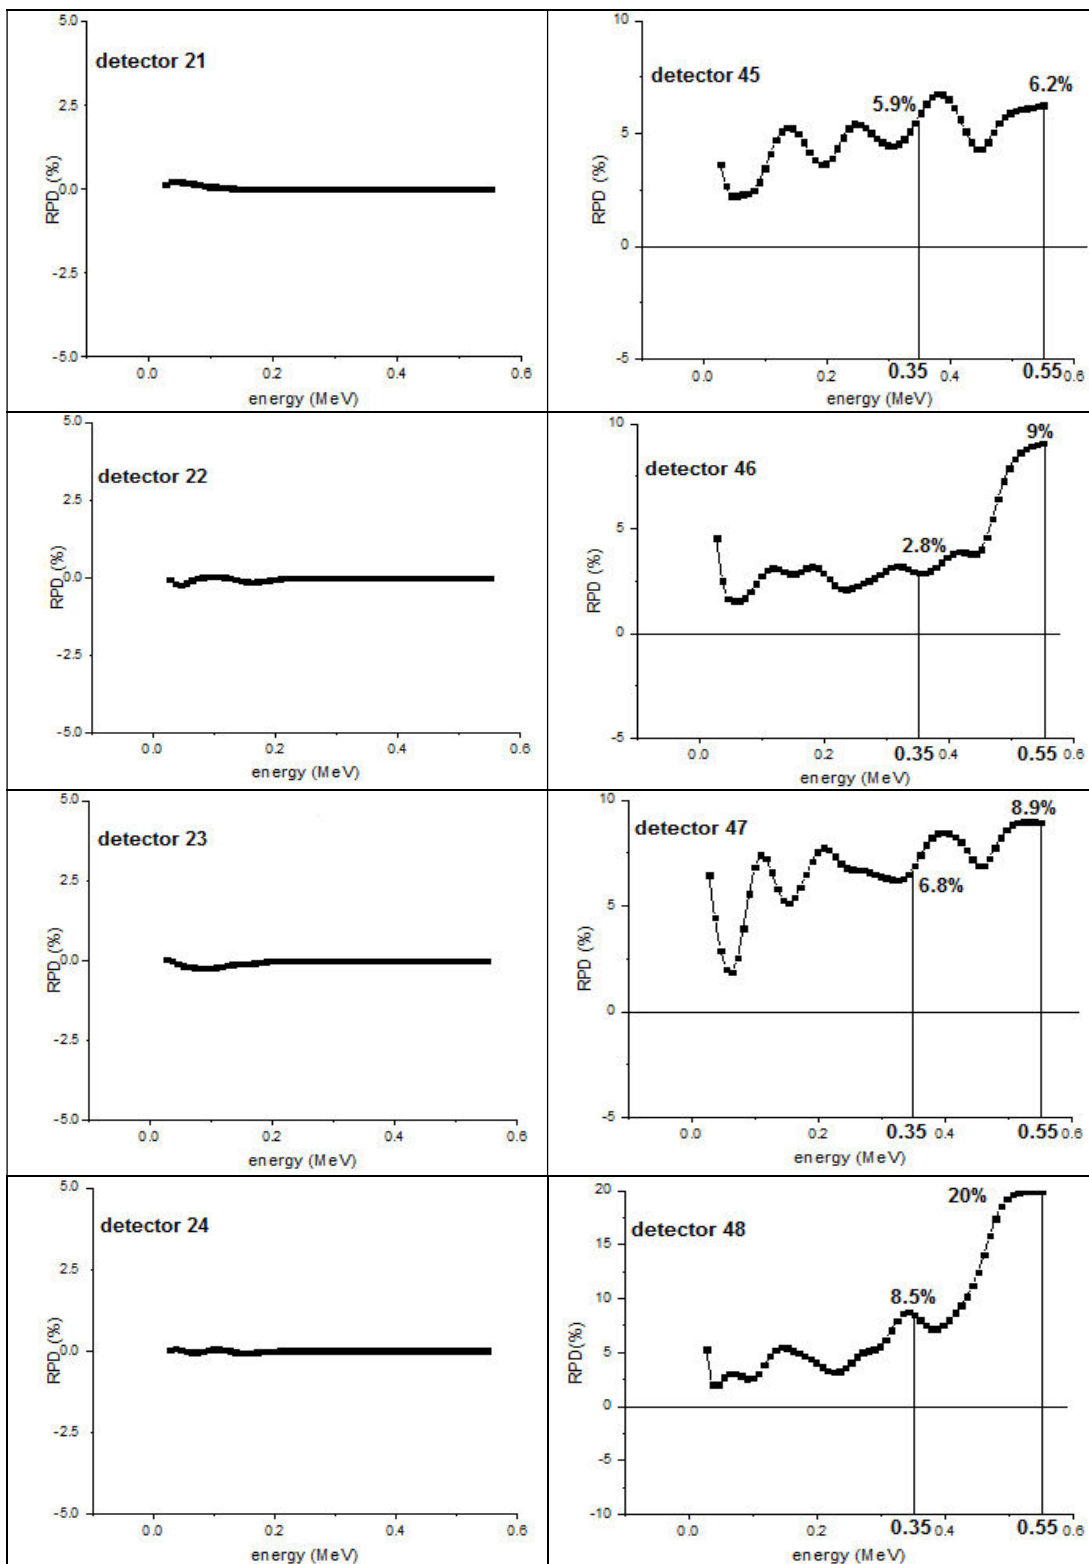 5.0
detector 21
2.5
RPD (%)
0.0
-2.5
-5.0
0.0 0.2 0.4 0.6
energy (MeV)
10
detector 45
5.9%
6.2%
5
RPD (%)
0
-5
0.0 0.2 0.35 0.4 0.55 0.6
energy (MeV)
5.0
detector 22
2.5
RPD (%)
0.0
-2.5
-5.0
0.0 0.2 0.4 0.6
energy (MeV)
10
9%
detector 46
2.8%
5
RPD (%)
0
-5
0.0 0.2 0.35 0.4 0.55 0.6
energy (MeV)
5.0
detector 23
2.5
RPD (%)
0.0
-2.5
-5.0
0.0 0.2 0.4 0.6
energy (MeV)
10
8.9%
detector 47
6.8%
5
RPD (%)
0
-5
0.0 0.2 0.35 0.4 0.55 0.6
energy (MeV)
5.0
detector 24
2.5
RPD (%)
0.0
-2.5
-5.0
0.0 0.2 0.4 0.6
energy (MeV)
20
20%
detector 48
15
10
8.5%
RPD(%)
5
0
-5
-10
0.0 0.2 0.35 0.4 0.55 0.6
energy (MeV)